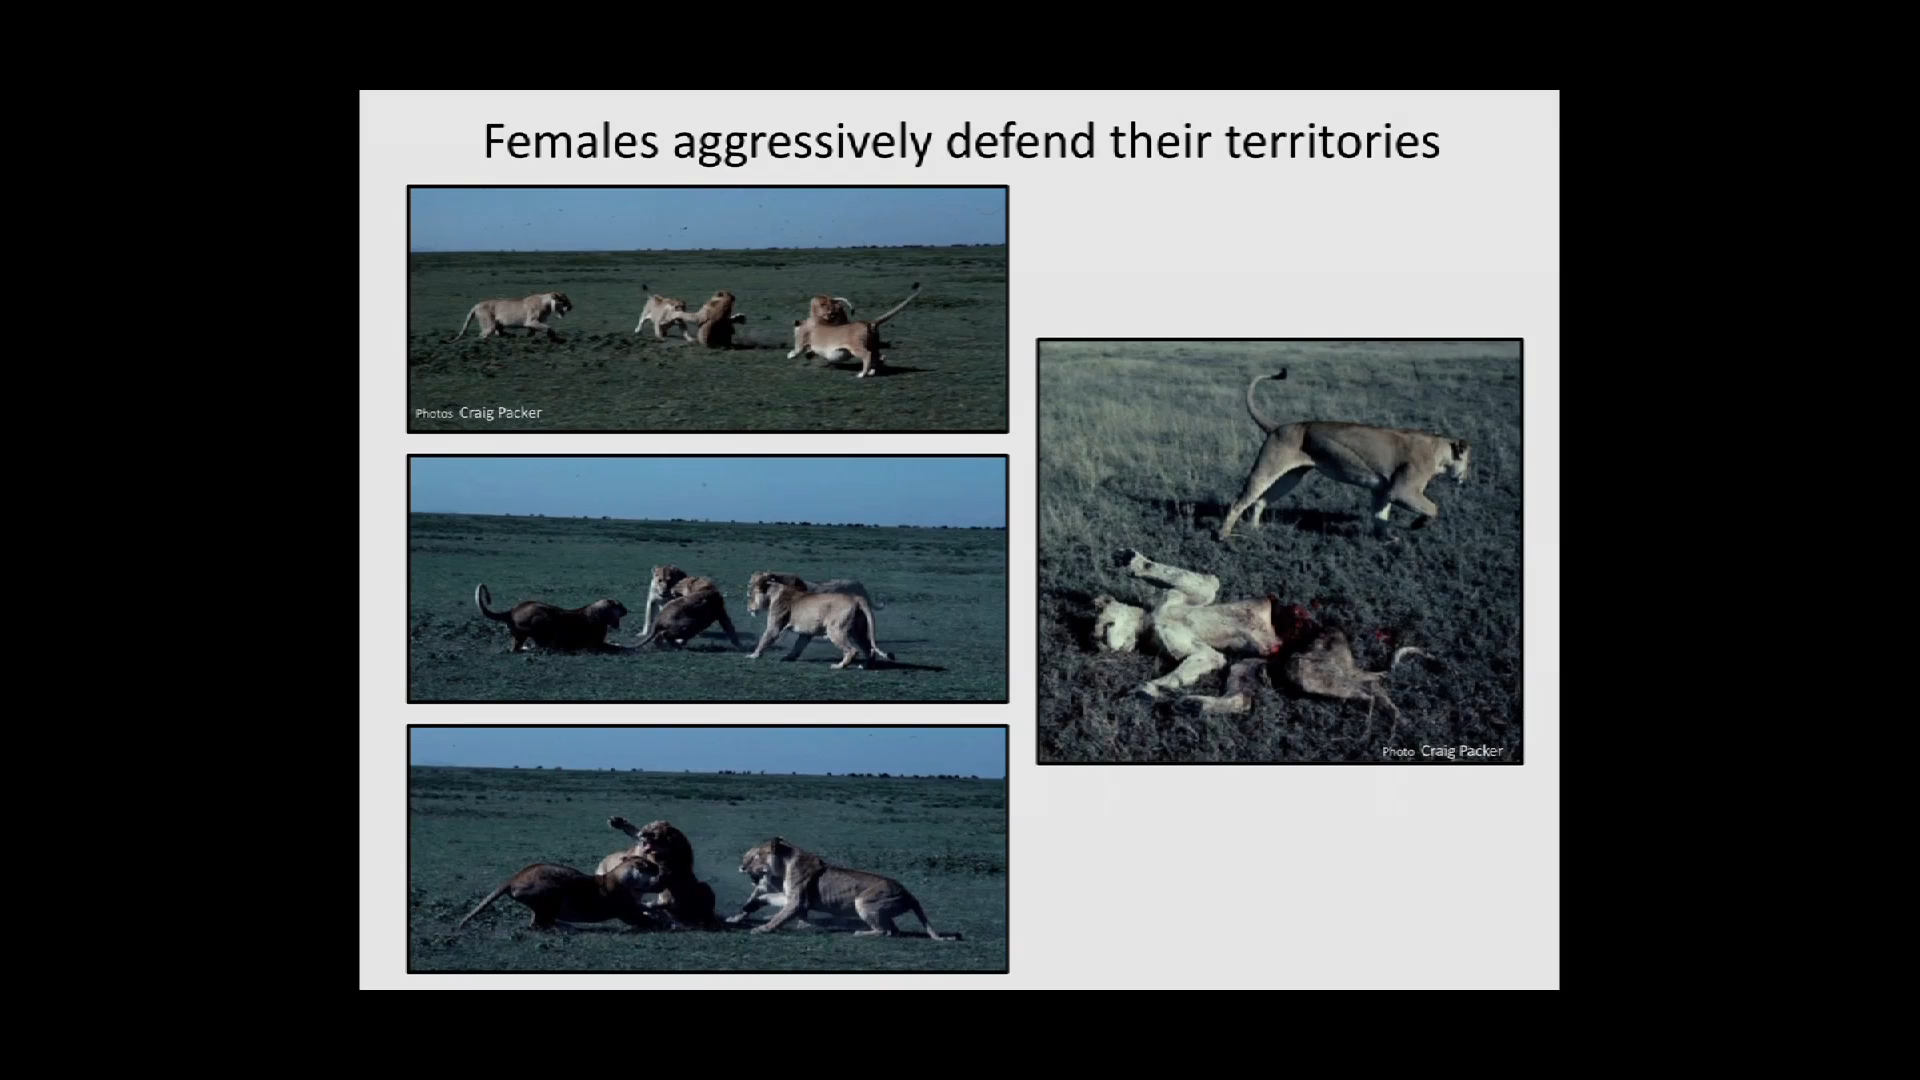 Females aggressively defend their territories
Photos Craig Packer
Photo Craig Packer